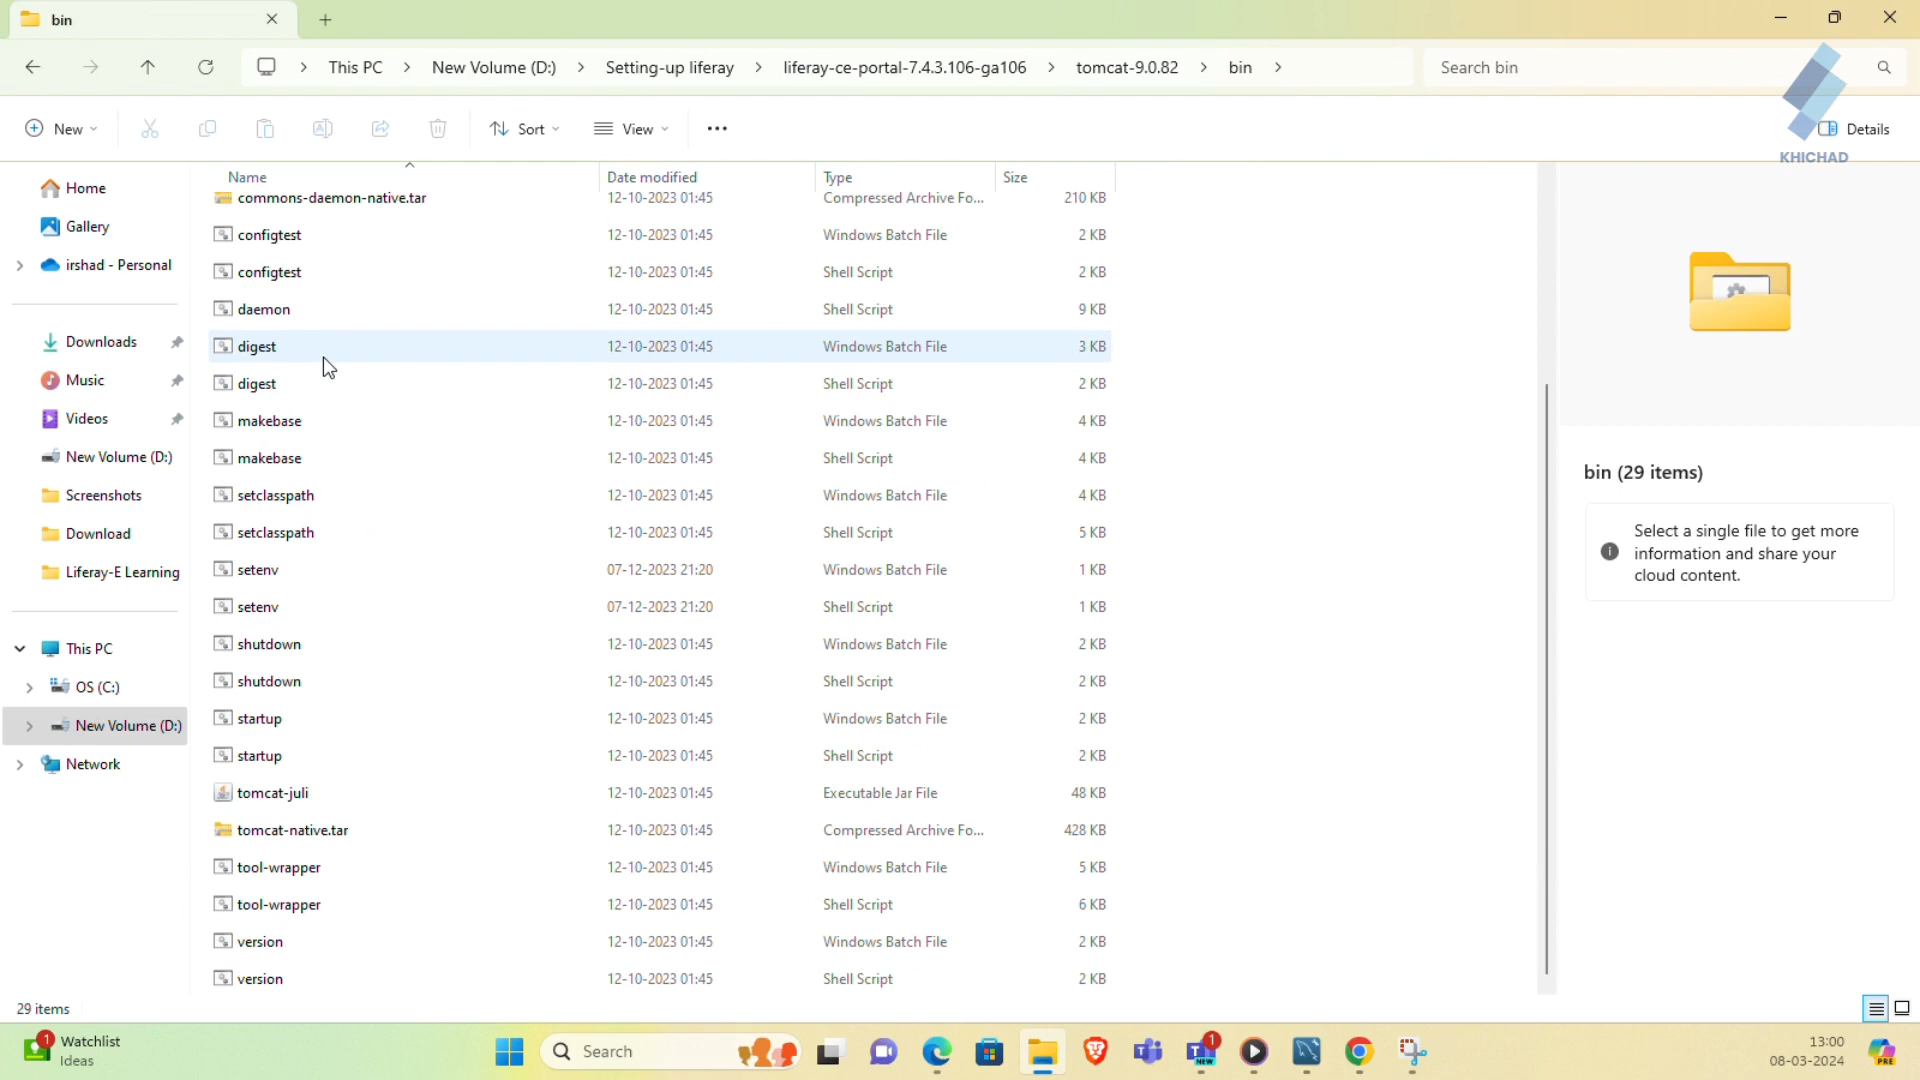 bin
This PC > New Volume (D:) > Setting-up liferay > liferay-ce-portal-7.4.3.106-ga106 > tomcat-9.0.82 > bin >
Search bin
New
Sort
View
Details
KHICHAD
Home
Gallery
irshad - Personal
Downloads
Music
Videos
New Volume (D:)
Screenshots
Download
Liferay-E Learning
This PC
OS (C:)
New Volume (D:)
Network
Name Date modified Type Size
commons-daemon-native.tar 12-10-2023 01:45 Compressed Archive Fo... 210 KB
configtest 12-10-2023 01:45 Windows Batch File 2 KB
configtest 12-10-2023 01:45 Shell Script 2 KB
daemon 12-10-2023 01:45 Shell Script 9 KB
digest 12-10-2023 01:45 Windows Batch File 3 KB
digest 12-10-2023 01:45 Shell Script 2 KB
makebase 12-10-2023 01:45 Windows Batch File 4 KB
makebase 12-10-2023 01:45 Shell Script 4 KB
setclasspath 12-10-2023 01:45 Windows Batch File 4 KB
setclasspath 12-10-2023 01:45 Shell Script 5 KB
setenv 07-12-2023 21:20 Windows Batch File 1 KB
setenv 07-12-2023 21:20 Shell Script 1 KB
shutdown 12-10-2023 01:45 Windows Batch File 2 KB
shutdown 12-10-2023 01:45 Shell Script 2 KB
startup 12-10-2023 01:45 Windows Batch File 2 KB
startup 12-10-2023 01:45 Shell Script 2 KB
tomcat-juli 12-10-2023 01:45 Executable Jar File 48 KB
tomcat-native.tar 12-10-2023 01:45 Compressed Archive Fo... 428 KB
tool-wrapper 12-10-2023 01:45 Windows Batch File 5 KB
tool-wrapper 12-10-2023 01:45 Shell Script 6 KB
version 12-10-2023 01:45 Windows Batch File 2 KB
version 12-10-2023 01:45 Shell Script 2 KB
bin (29 items)
Select a single file to get more
information and share your
cloud content.
29 items
1
Watchlist
Ideas
Search
1
NEW
13:00
08-03-2024
PRE